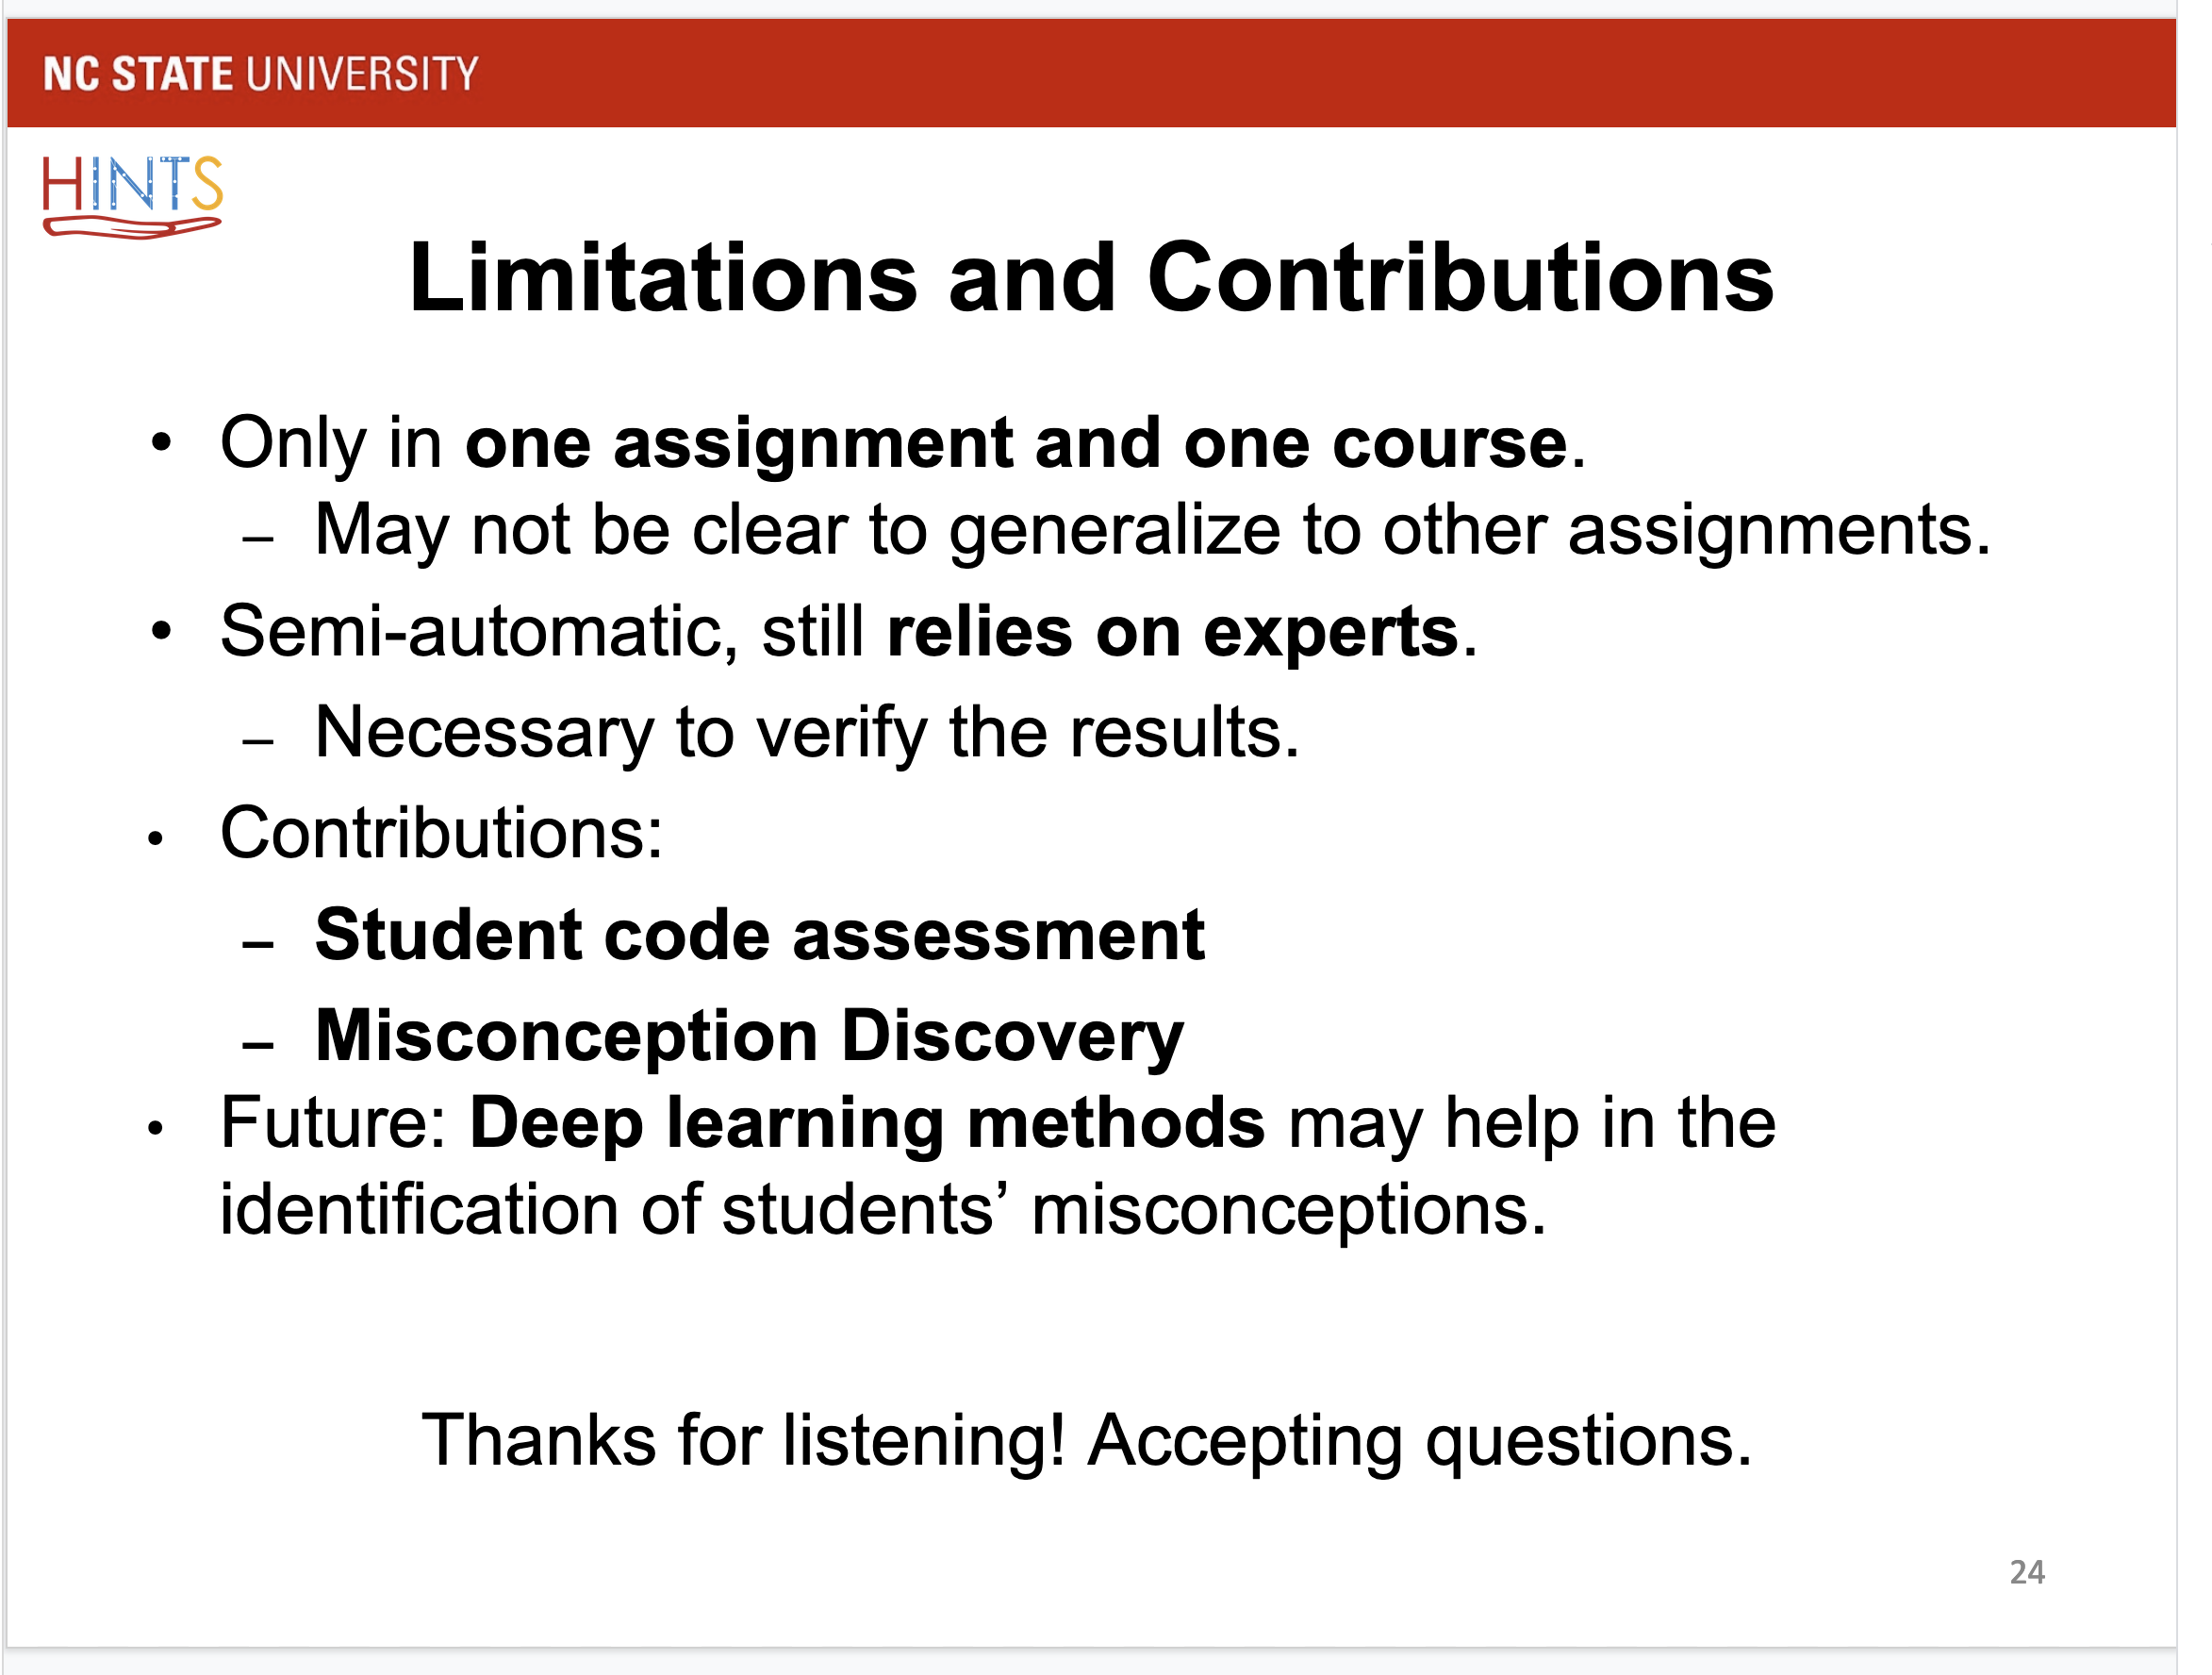 NC STATE UNIVERSITY
HINTS
Limitations and Contributions
• Only in one assignment and one course.
– May not be clear to generalize to other assignments.
• Semi-automatic, still relies on experts.
– Necessary to verify the results.
• Contributions:
– Student code assessment
– Misconception Discovery
• Future: Deep learning methods may help in the
identification of students’ misconceptions.
Thanks for listening! Accepting questions.
24